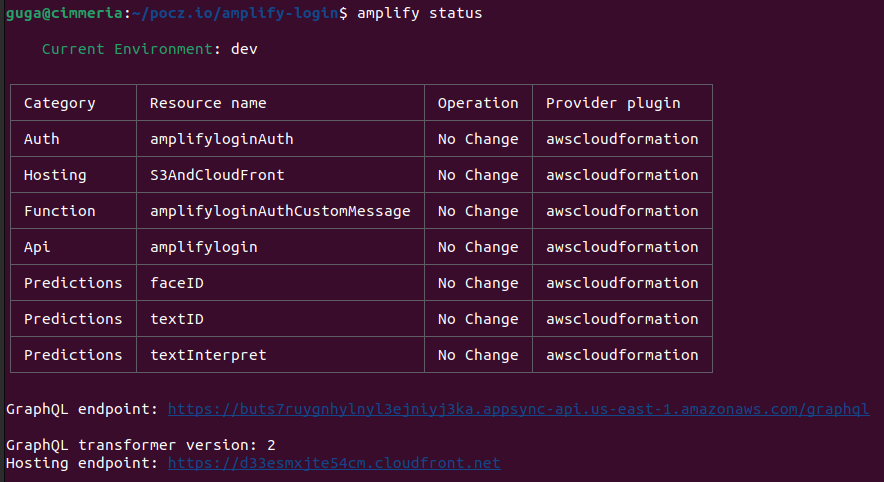 guga@cimmeria:~/pocz.io/amplify-login$ amplify status
Current Environment: dev
Category Resource name Operation Provider plugin
Auth amplifyloginAuth No Change awscloudformation
Hosting S3AndCloudFront No Change awscloudformation
Function amplifyloginAuthCustomMessage No Change awscloudformation
Api amplifylogin No Change awscloudformation
Predictions faceID No Change awscloudformation
Predictions textID No Change awscloudformation
Predictions textInterpret No Change awscloudformation
GraphQL endpoint: https://buts7ruygnhylnyl3ejniyj3ka.appsync-api.us-east-1.amazonaws.com/graphql
GraphQL transformer version: 2
Hosting endpoint: https://d33esmxjte54cm.cloudfront.net